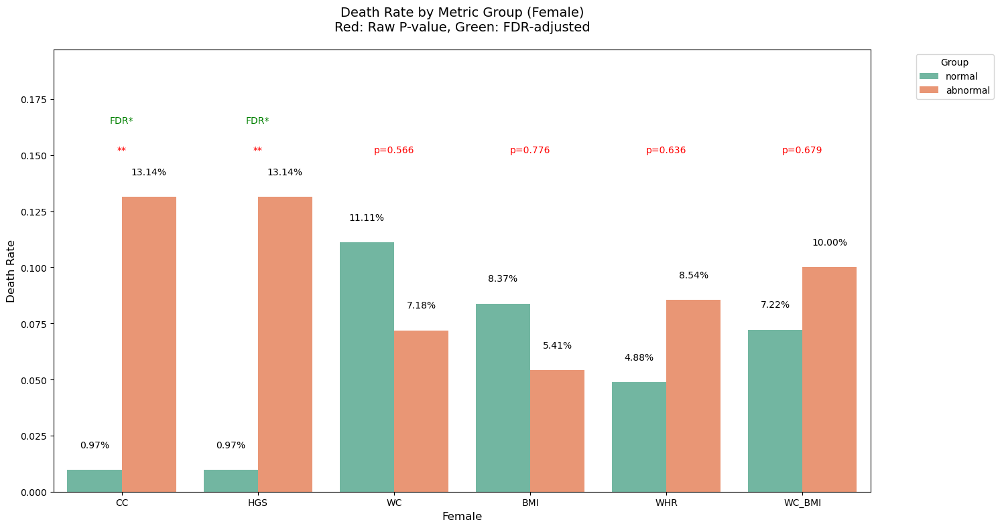 Death Rate by Metric Group (Female)
Red: Raw P-value, Green: FDR-adjusted
Group
normal
abnormal
Death Rate
0.175
0.150
0.125
0.100
0.075
0.050
0.025
0.000
FDR*
FDR*
**
**
p=0.566
p=0.776
p=0.636
p=0.679
0.97%
13.14%
0.97%
13.14%
11.11%
7.18%
8.37%
5.41%
4.88%
8.54%
7.22%
10.00%
CC
HGS
WC
BMI
WHR
WC_BMI
Female